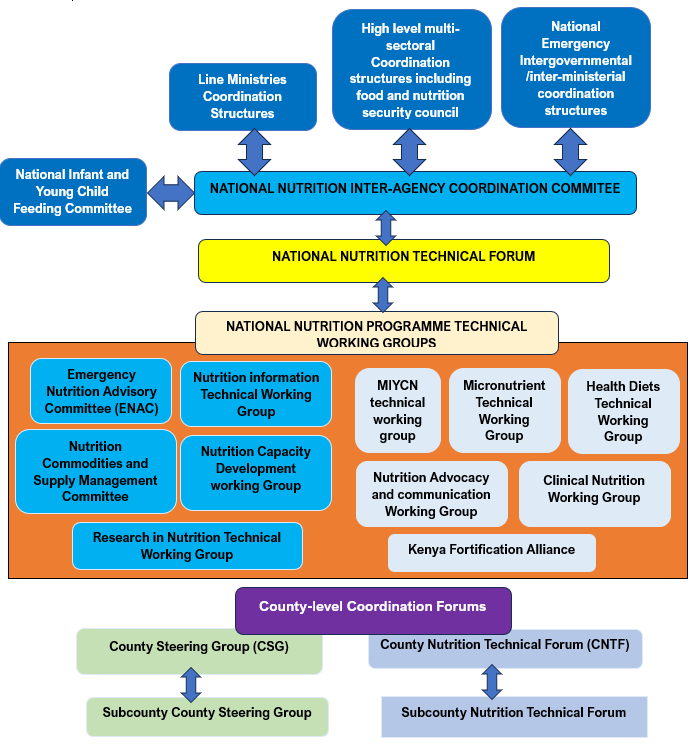 Line Ministries
Coordination
Structures
High level multi-
sectoral
Coordination
structures including
food and nutrition
security council
National
Emergency
Intergovernmental
/inter-ministerial
coordination
structures
National Infant and
Young Child
Feeding Committee
NATIONAL NUTRITION INTER-AGENCY COORDINATION COMMITEE
NATIONAL NUTRITION TECHNICAL FORUM
NATIONAL NUTRITION PROGRAMME TECHNICAL
WORKING GROUPS
Emergency
Nutrition Advisory
Committee (ENAC)
Nutrition information
Technical Working
Group
MIYCN
technical
working
group
Micronutrient
Technical
Working
Group
Health Diets
Technical
Working
Group
Nutrition
Commodities and
Supply Management
Committee
Nutrition Capacity
Development
working Group
Nutrition Advocacy
and communication
Working Group
Clinical Nutrition
Working Group
Research in Nutrition Technical
Working Group
Kenya Fortification Alliance
County-level Coordination Forums
County Steering Group (CSG)
County Nutrition Technical Forum (CNTF)
Subcounty County Steering Group
Subcounty Nutrition Technical Forum